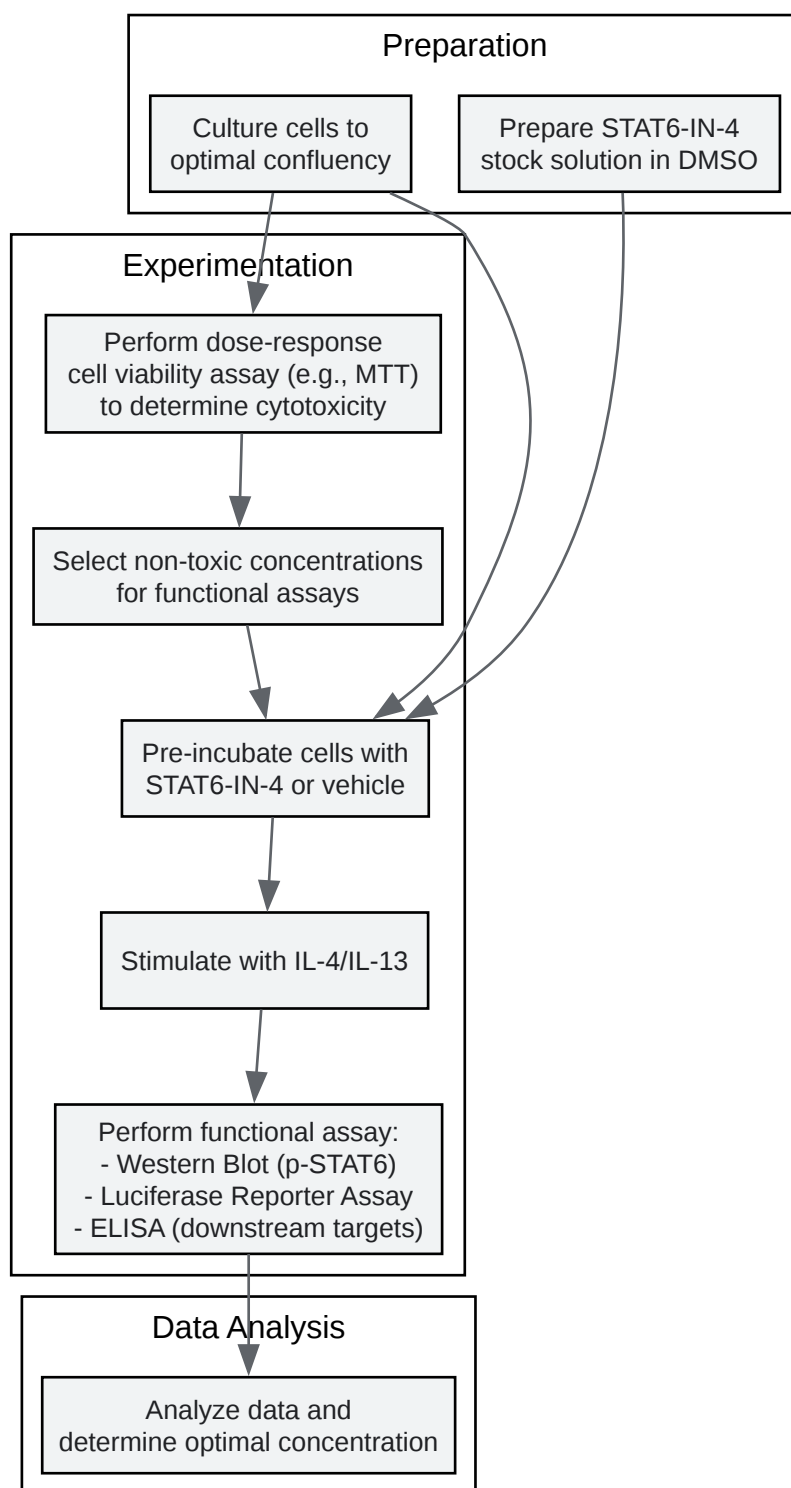 Preparation
Culture cells to
optimal confluency
Prepare STAT6-IN-4
stock solution in DMSO
Experimentation
Perform dose-response
cell viability assay (e.g., MTT)
to determine cytotoxicity
Select non-toxic concentrations
for functional assays
Pre-incubate cells with
STAT6-IN-4 or vehicle
Stimulate with IL-4/IL-13
Perform functional assay:
- Western Blot (p-STAT6)
- Luciferase Reporter Assay
- ELISA (downstream targets)
Data Analysis
Analyze data and
determine optimal concentration